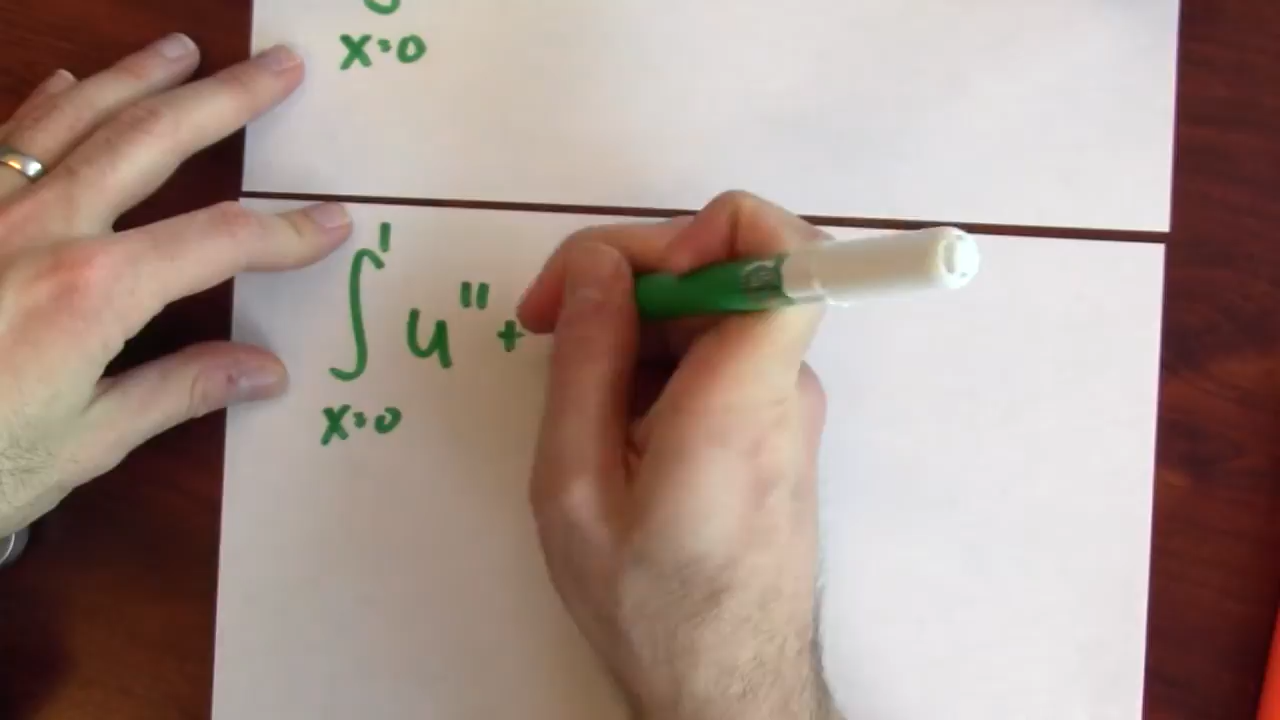 x=0
∫ 1 u'' +
x=0